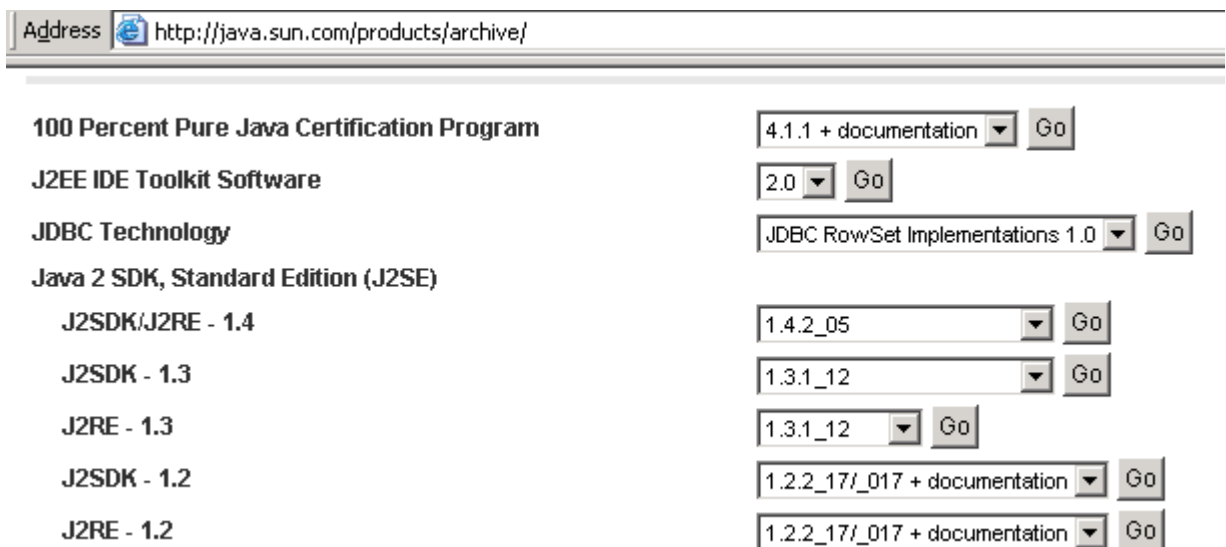 Address http://java.sun.com/products/archive/
100 Percent Pure Java Certification Program 4.1.1 + documentation Go
J2EE IDE Toolkit Software 2.0 Go
JDBC Technology JDBC RowSet Implementations 1.0 Go
Java 2 SDK, Standard Edition (J2SE)
J2SDK/J2RE - 1.4 1.4.2_05 Go
J2SDK - 1.3 1.3.1_12 Go
J2RE - 1.3 1.3.1_12 Go
J2SDK - 1.2 1.2.2_17/_017 + documentation Go
J2RE - 1.2 1.2.2_17/_017 + documentation Go